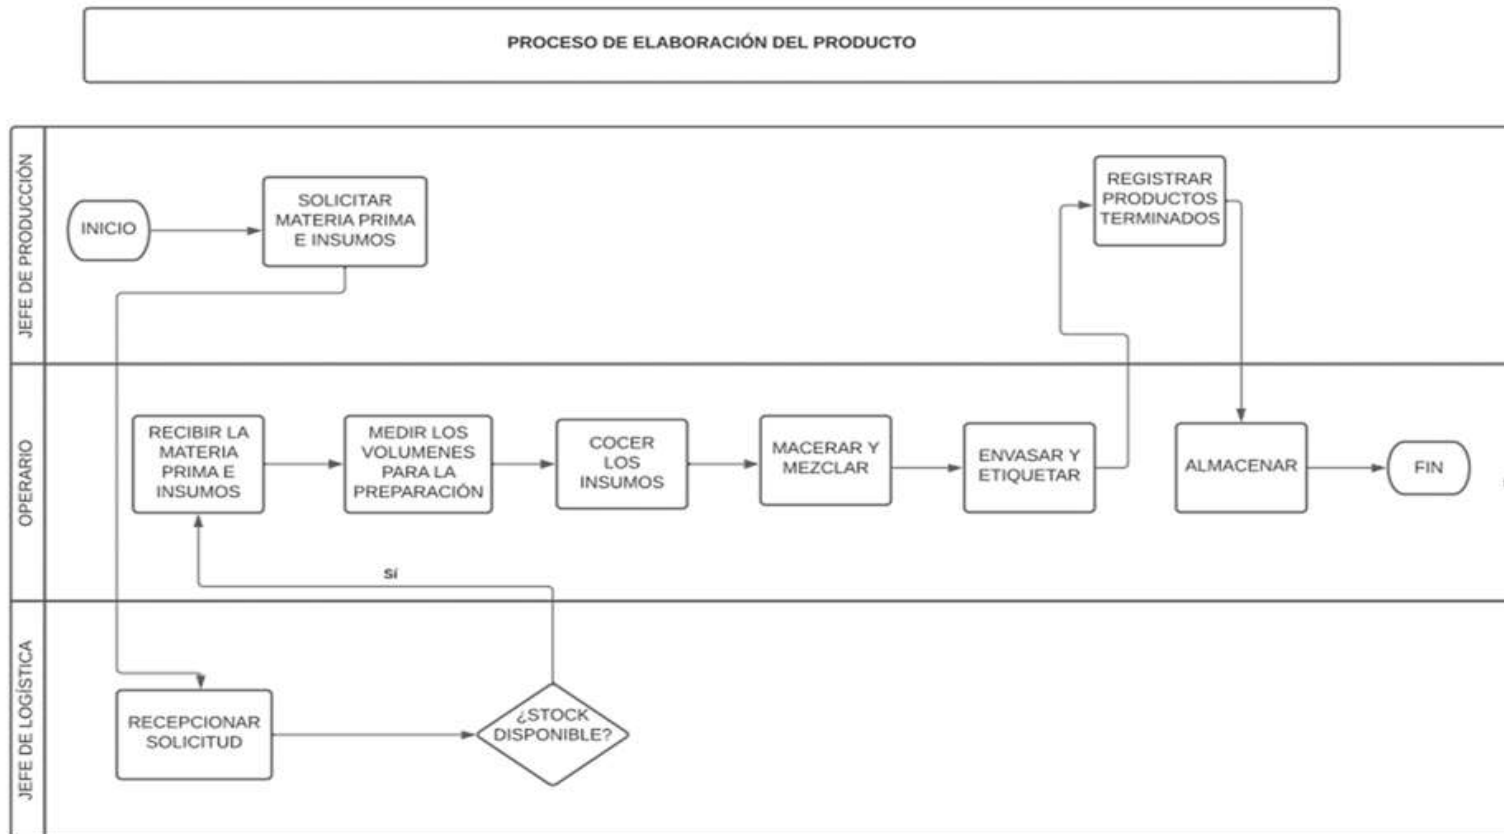 PROCESO DE ELABORACIÓN DEL PRODUCTO
JEFE DE PRODUCCIÓN
INICIO
SOLICITAR
MATERIA PRIMA
E INSUMOS
REGISTRAR
PRODUCTOS
TERMINADOS
OPERARIO
RECIBIR LA
MATERIA
PRIMA E
INSUMOS
MEDIR LOS
VOLUMENES
PARA LA
PREPARACIÓN
COCER
LOS
INSUMOS
MACERAR Y
MEZCLAR
ENVASAR Y
ETIQUETAR
ALMACENAR
FIN
Sí
JEFE DE LOGÍSTICA
RECEPCIONAR
SOLICITUD
¿STOCK
DISPONIBLE?